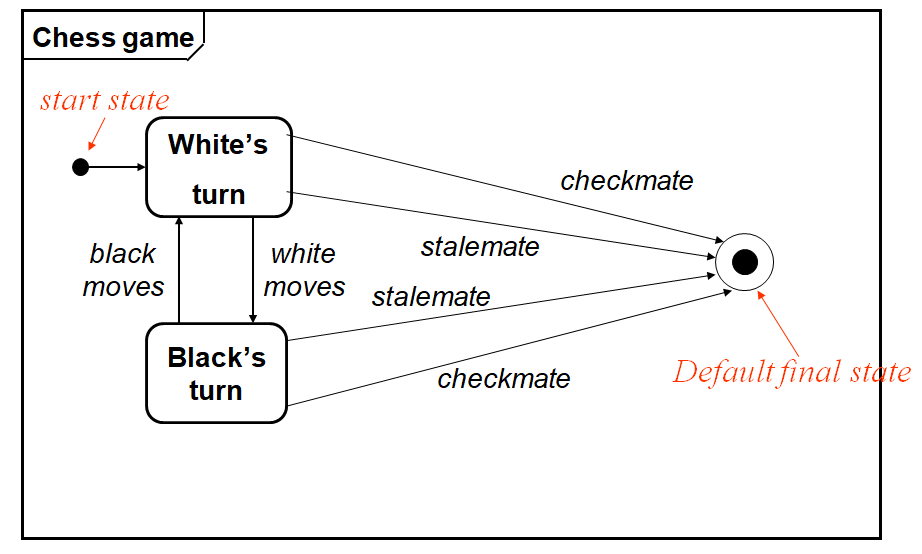 Chess game
start state
White’s
turn
checkmate
black
moves
white
moves
stalemate
stalemate
Black’s
turn
checkmate
Default final state